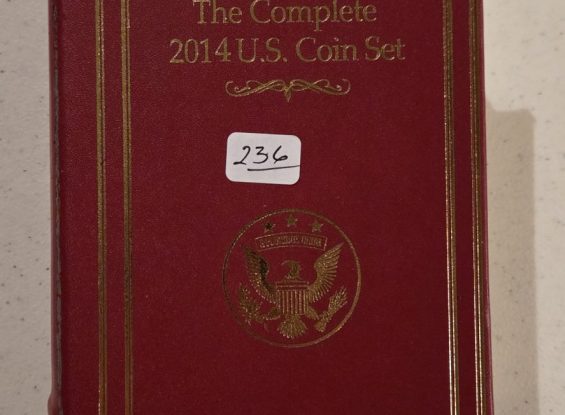 The Complete
2014 U.S. Coin Set
236